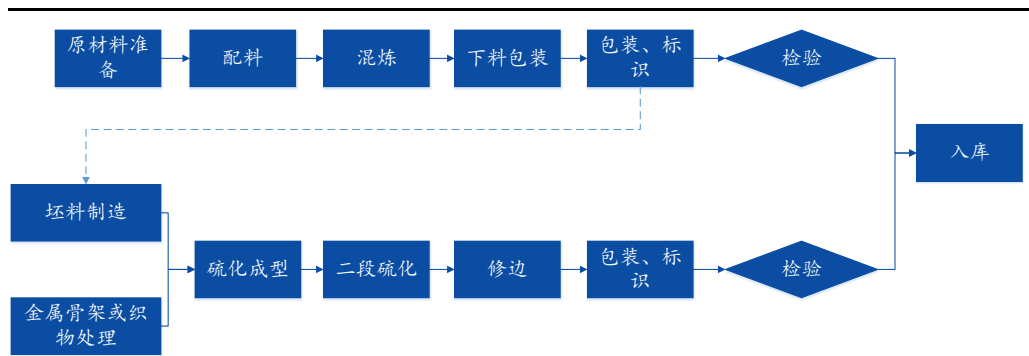 原材料准
备
配料
混炼
下料包装
包装、标
识
检验
入库
坯料制造
金属骨架或织
物处理
硫化成型
二段硫化
修边
包装、标
识
检验